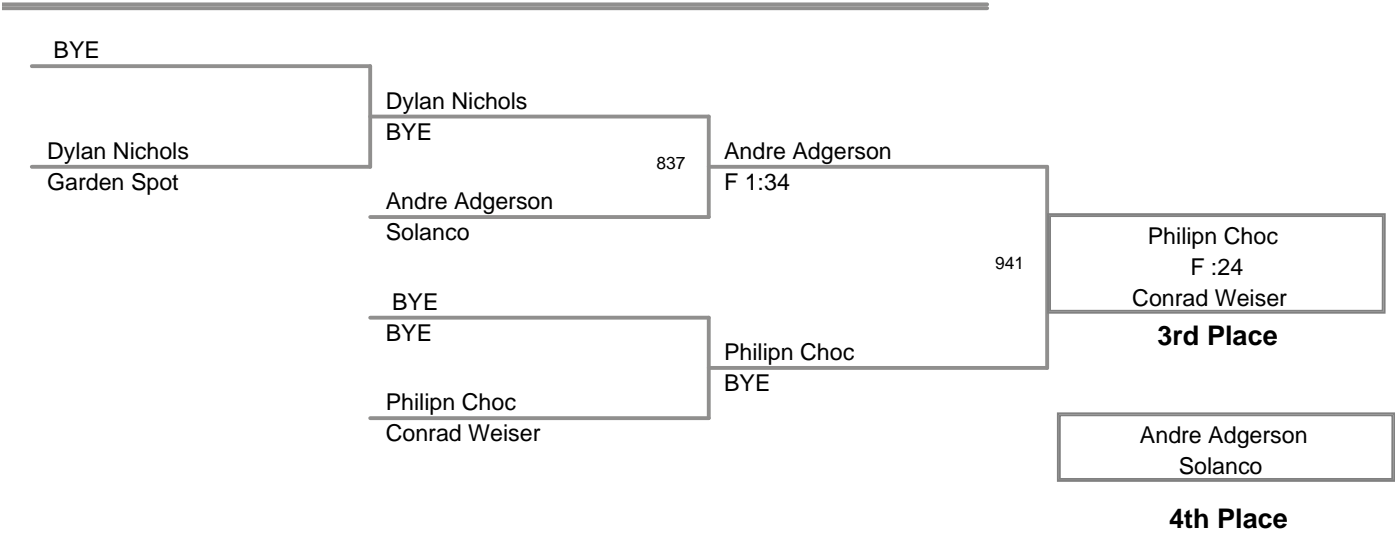 BYE
Dylan Nichols
Garden Spot
Dylan Nichols
BYE
837
Andre Adgerson
Solanco
BYE
BYE
Philipn Choc
Conrad Weiser
Andre Adgerson
F 1:34
941
Philipn Choc
BYE
Philipn Choc
F :24
Conrad Weiser
3rd Place
Andre Adgerson
Solanco
4th Place